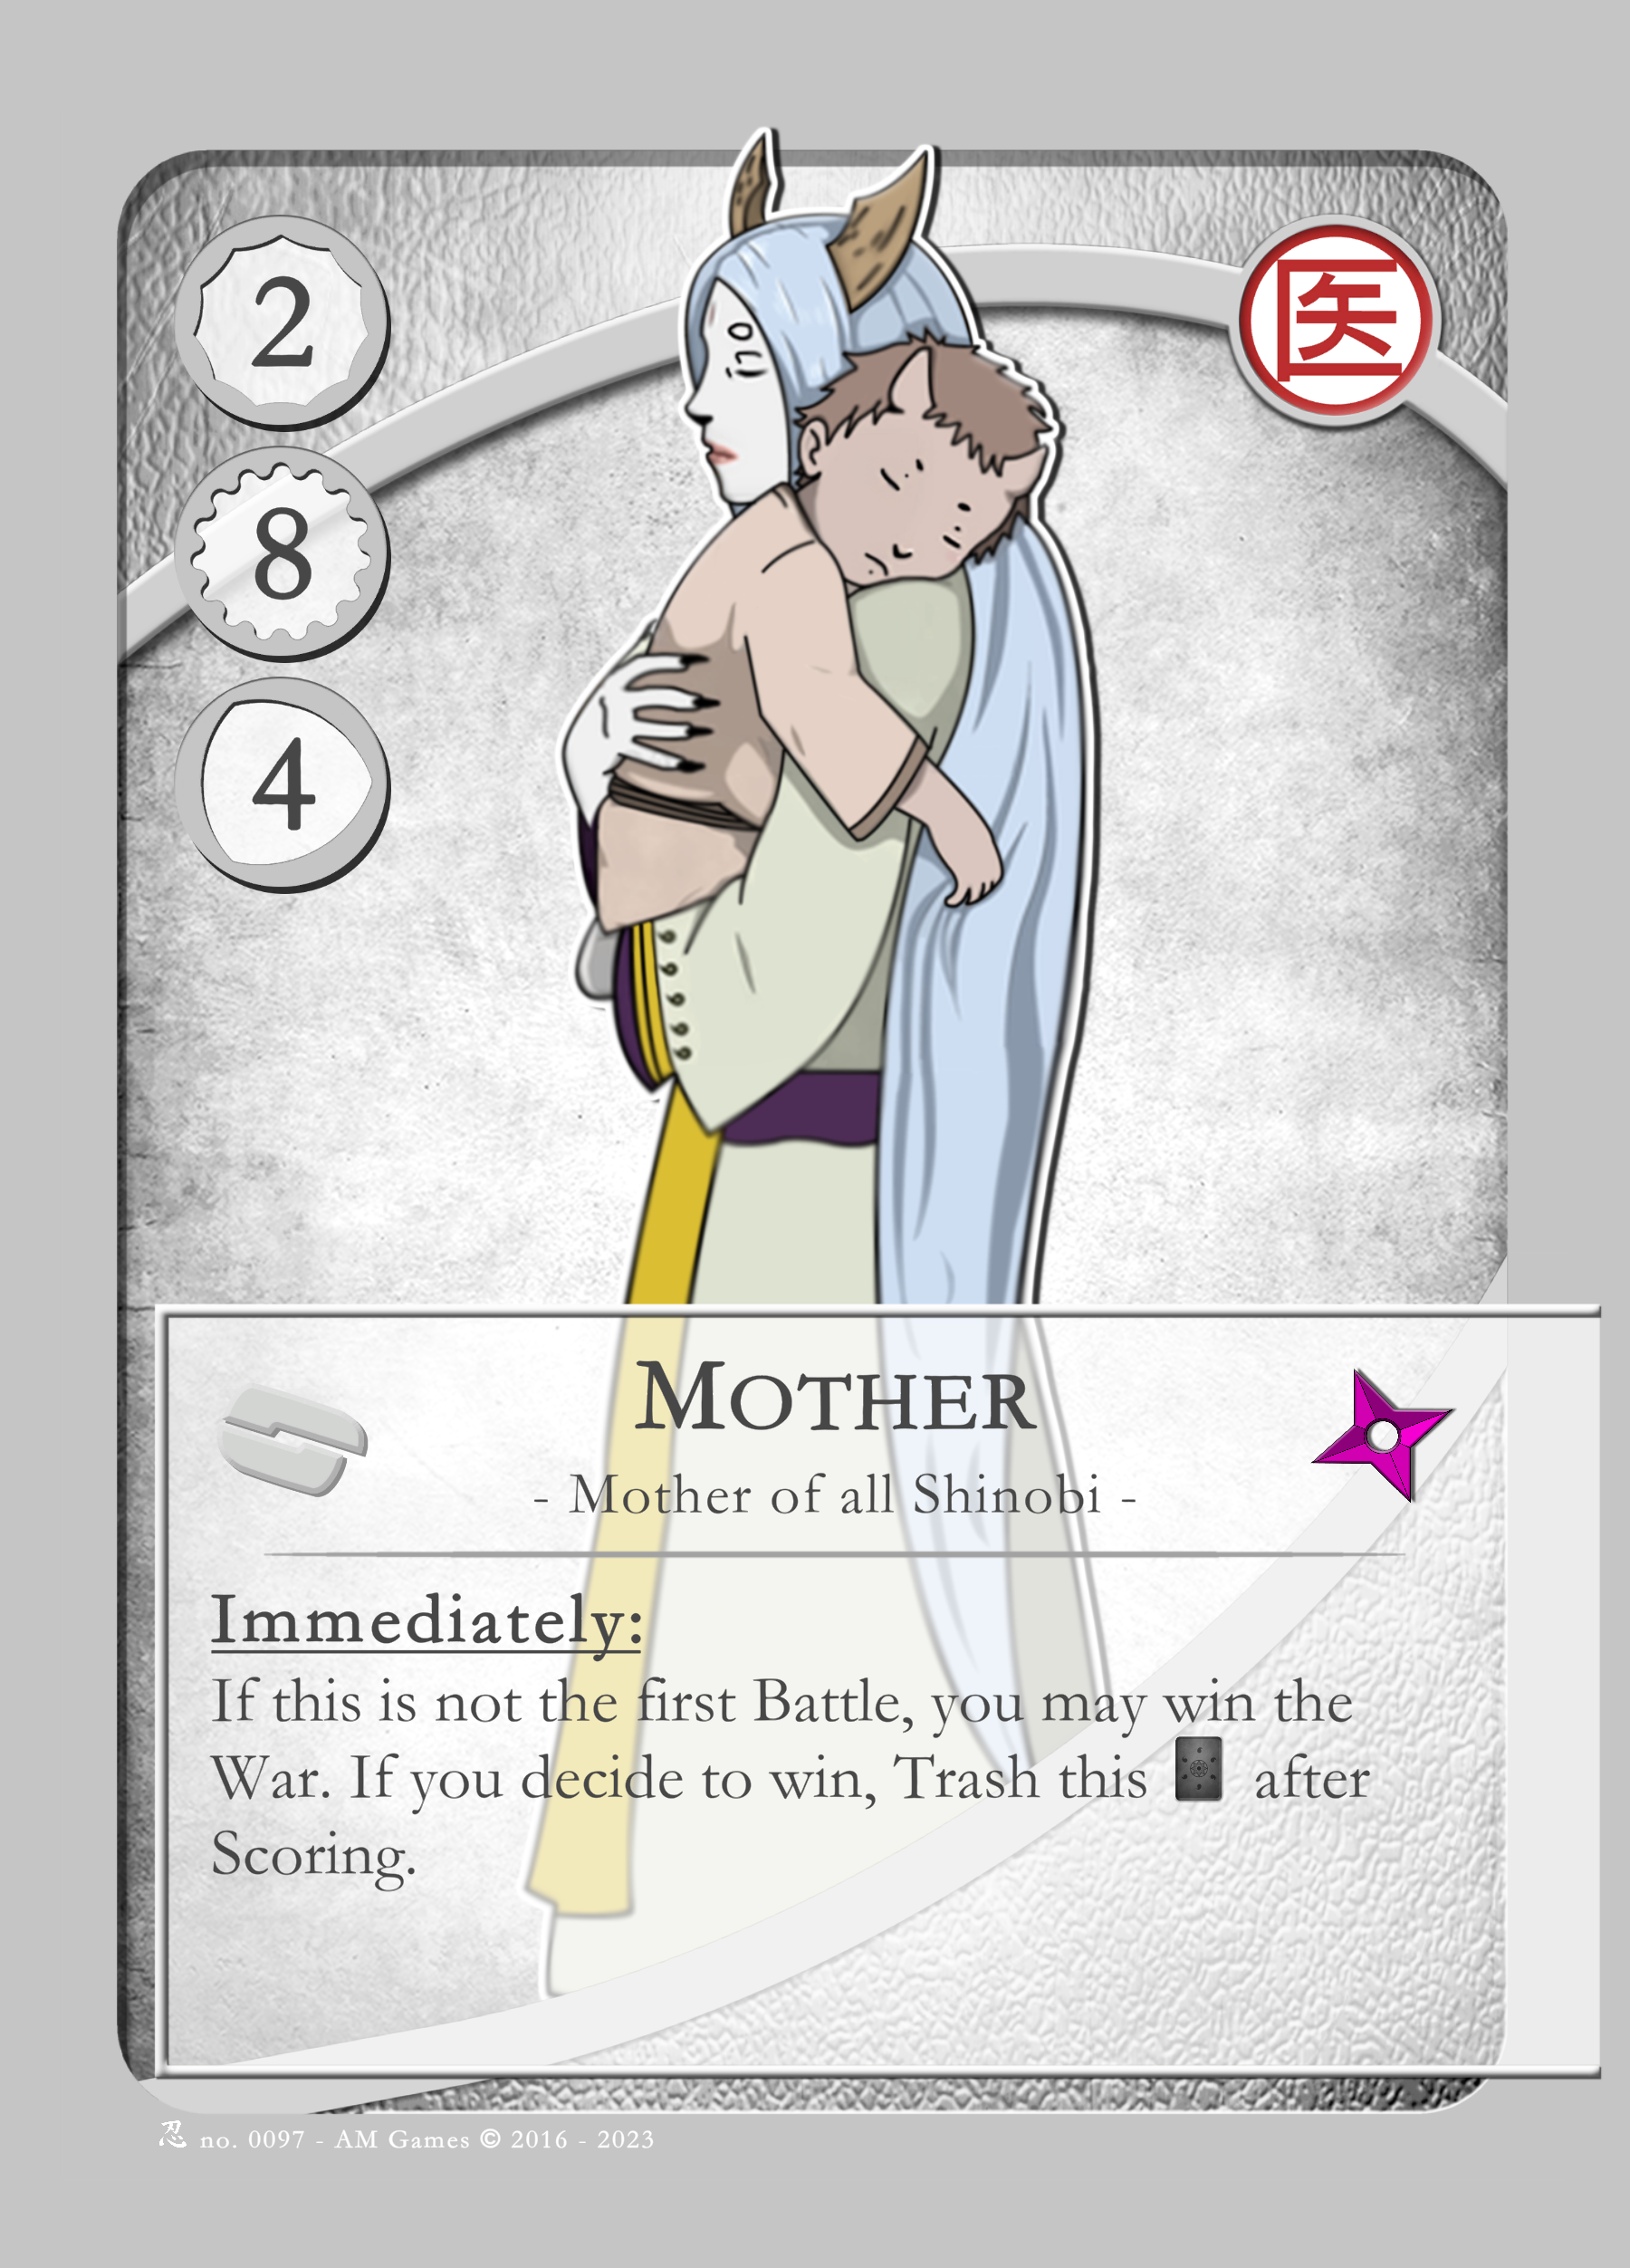 2
医
8
4
MOTHER
- Mother of all Shinobi -
Immediately:
If this is not the first Battle, you may win the
War. If you decide to win, Trash this after
Scoring.
忍 no. 0097 - AM Games © 2016 - 2023